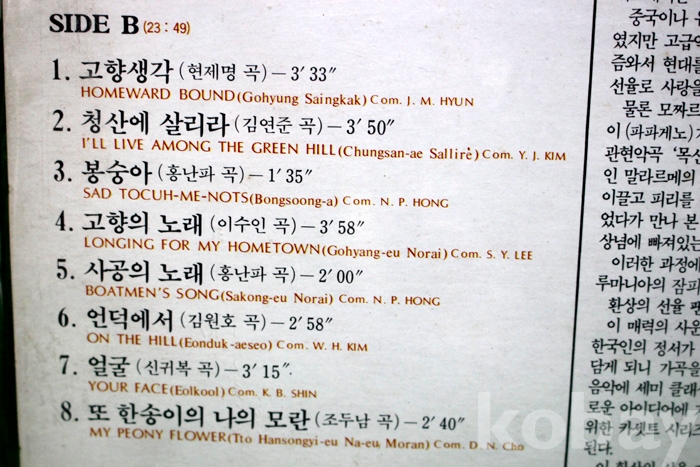 SIDE B (23 : 49)
1. 고향생각 (현제명 곡) — 3′ 33″
HOMEWARD BOUND(Gohyung Saingkak) Com. J. M. HYUN
2. 청산에 살리라 (김연준 곡) — 3′ 50″
I'LL LIVE AMONG THE GREEN HILL(Chungsan-ae Sallirè) Com. Y. J. KIM
3. 봉숭아 (홍난파 곡) — 1′ 35″
SAD TOCUH-ME-NOTS(Bongsoong-a) Com. N. P. HONG
4. 고향의 노래 (이수인 곡) — 3′ 58″
LONGING FOR MY HOMETOWN(Gohyang-eu Norai) Com. S. Y. LEE
5. 사공의 노래 (홍난파 곡) — 2′ 00″
BOATMEN'S SONG(Sakong-eu Norai) Com. N. P. HONG
6. 언덕에서 (김원호 곡) — 2′ 58″
ON THE HILL(Eonduk-aeseo) Com. W. H. KIM
7. 얼굴 (신귀복 곡) — 3′ 15″.
YOUR FACE(Eolkool) Com. K. B. SHIN
8. 또 한송이의 나의 모란 (조두남 곡) — 2′ 40″
MY PEONY FLOWER(Tto Hansongyi-eu Na-eu Moran) Com. D. N. Cho
중국이나
였지만 고급
즘와서 현대를
선율로 사랑을
물론 모짜르
이 (파파게노)
관현악곡 '목신
인 말라르메의
이끌고 피리를
었다가 만나 본
상념에 빠져있는
이러한 과정에
루마니아의 잠피
환상의 선율 팬
이 매력의 사운
한국인의 정서가
담게 되니 가곡을
음악에 세미 클래
로운 아이디어에
위한 카셋트 시리즈
된다.
kobay